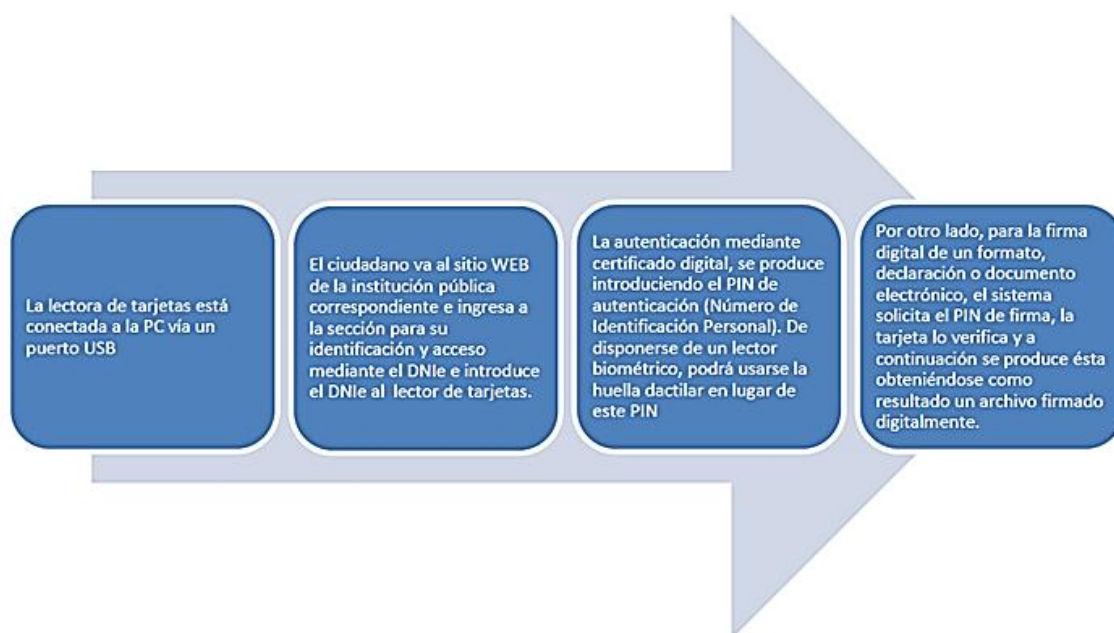 La lectora de tarjetas está
conectada a la PC vía un
puerto USB
El ciudadano va al sitio WEB
de la institución pública
correspondiente e ingresa a
la sección para su
identificación y acceso
mediante el DNIe e introduce
el DNIe al lector de tarjetas.
La autenticación mediante
certificado digital, se produce
introduciendo el PIN de
autenticación (Número de
Identificación Personal). De
disponerse de un lector
biométrico, podrá usarse la
huella dactilar en lugar de
este PIN
Por otro lado, para la firma
digital de un formato,
declaración o documento
electrónico, el sistema
solicita el PIN de firma, la
tarjeta lo verifica y a
continuación se produce ésta
obteniéndose como
resultado un archivo firmado
digitalmente.